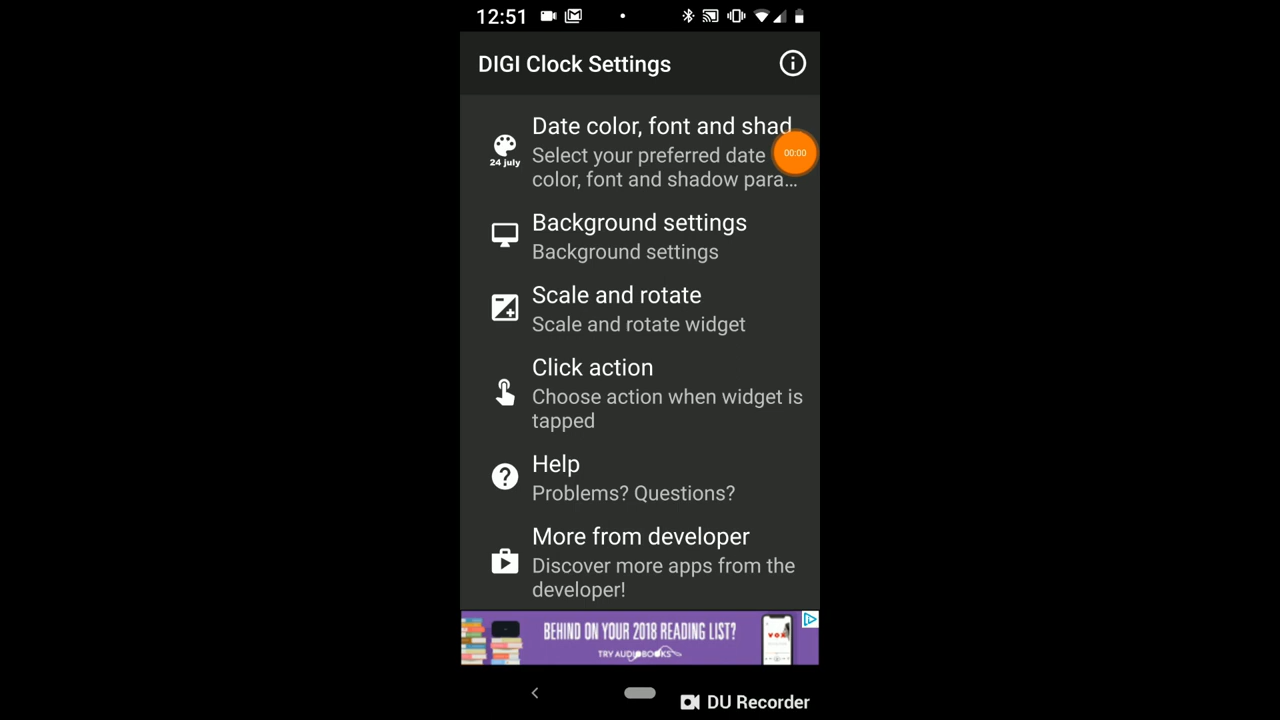 12:51
DIGI Clock Settings
Date color, font and shad
24 july
Select your preferred date
00:00
color, font and shadow para...
Background settings
Background settings
Scale and rotate
Scale and rotate widget
Click action
Choose action when widget is
tapped
Help
Problems? Questions?
More from developer
Discover more apps from the
developer!
BEHIND ON YOUR 2018 READING LIST?
TRY AUDIOBOOKS
VOX
DU Recorder